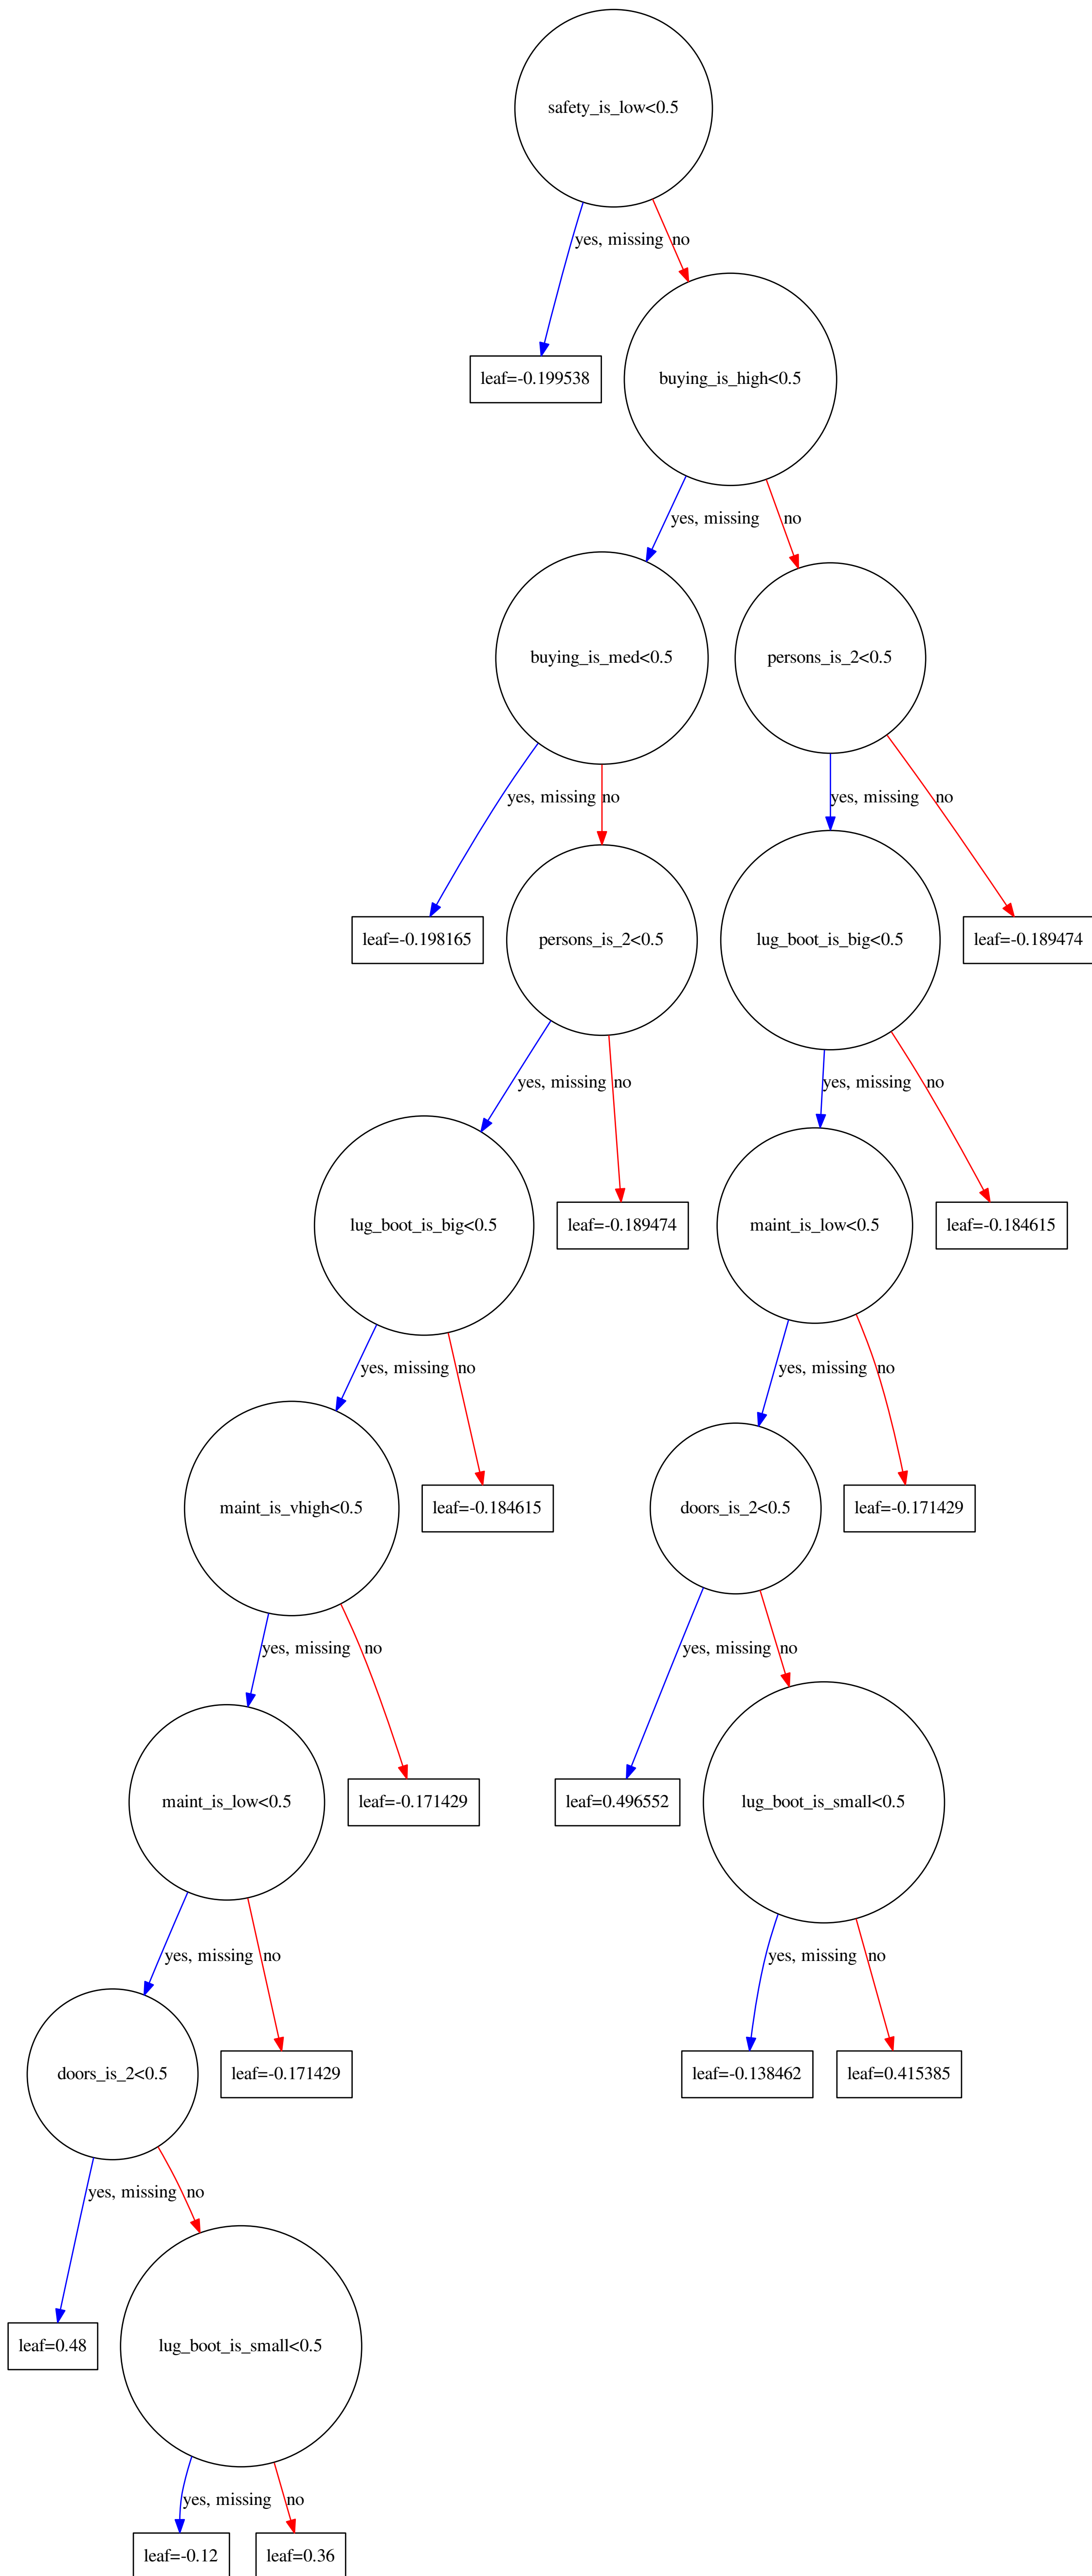 safety_is_low<0.5
yes, missing
no
leaf=-0.199538
buying_is_high<0.5
yes, missing
no
buying_is_med<0.5
persons_is_2<0.5
yes, missing
no
yes, missing
no
leaf=-0.198165
persons_is_2<0.5
lug_boot_is_big<0.5
leaf=-0.189474
yes, missing
no
yes, missing
no
lug_boot_is_big<0.5
leaf=-0.189474
maint_is_low<0.5
leaf=-0.184615
yes, missing
no
yes, missing
no
maint_is_vhigh<0.5
leaf=-0.184615
doors_is_2<0.5
leaf=-0.171429
yes, missing
no
yes, missing
no
maint_is_low<0.5
leaf=-0.171429
leaf=0.496552
lug_boot_is_small<0.5
yes, missing
no
yes, missing
no
doors_is_2<0.5
leaf=-0.171429
leaf=-0.138462
leaf=0.415385
yes, missing
no
leaf=0.48
lug_boot_is_small<0.5
yes, missing
no
leaf=-0.12
leaf=0.36